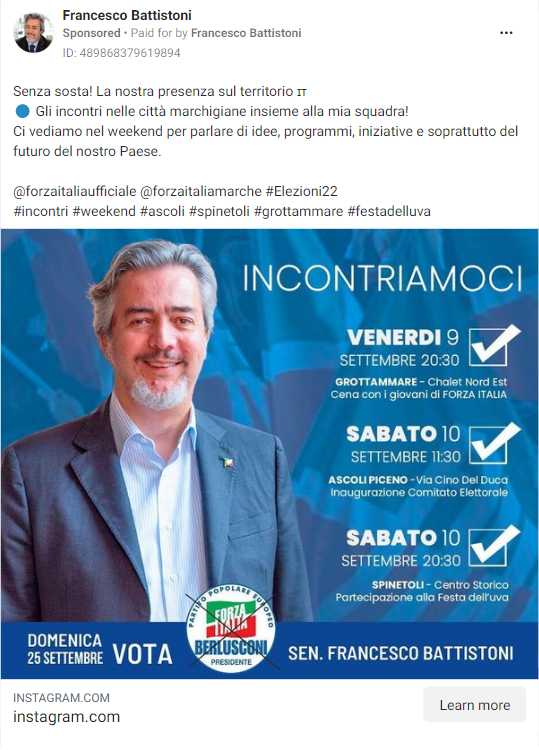 Francesco Battistoni
Sponsored • Paid for by Francesco Battistoni
ID: 489868379619894
Senza sosta! La nostra presenza sul territorio IT
Gli incontri nelle città marchigiane insieme alla mia squadra!
Ci vediamo nel weekend per parlare di idee, programmi, iniziative e soprattutto del
futuro del nostro Paese.
@forzaitaliaufficiale @forzaitaliamarche #Elezioni22
#incontri #weekend #ascoli #spinetoli #grottammare #festadelluva
INCONTRIAMOCI
VENERDI 9
SETTEMBRE 20:30
GROTTAMMARE - Chalet Nord Est
Cena con i giovani di FORZA ITALIA
SABATO 10
SETTEMBRE 11:30
ASCOLI PICENO -Via Cino Del Duca
Inaugurazione Comitato Elettorale
SABATO 10
SETTEMBRE 20:30
SPINETOLI - Centro Storico
Partecipazione alla Festa dell'uva
DOMENICA
25 SETTEMBRE
VOTA
PARTITO POPOLARE EUROPEO
FORZA
ITALIA
BERLUSCONI
PRESIDENTE
SEN. FRANCESCO BATTISTONI
INSTAGRAM.COM
instagram.com
Learn more